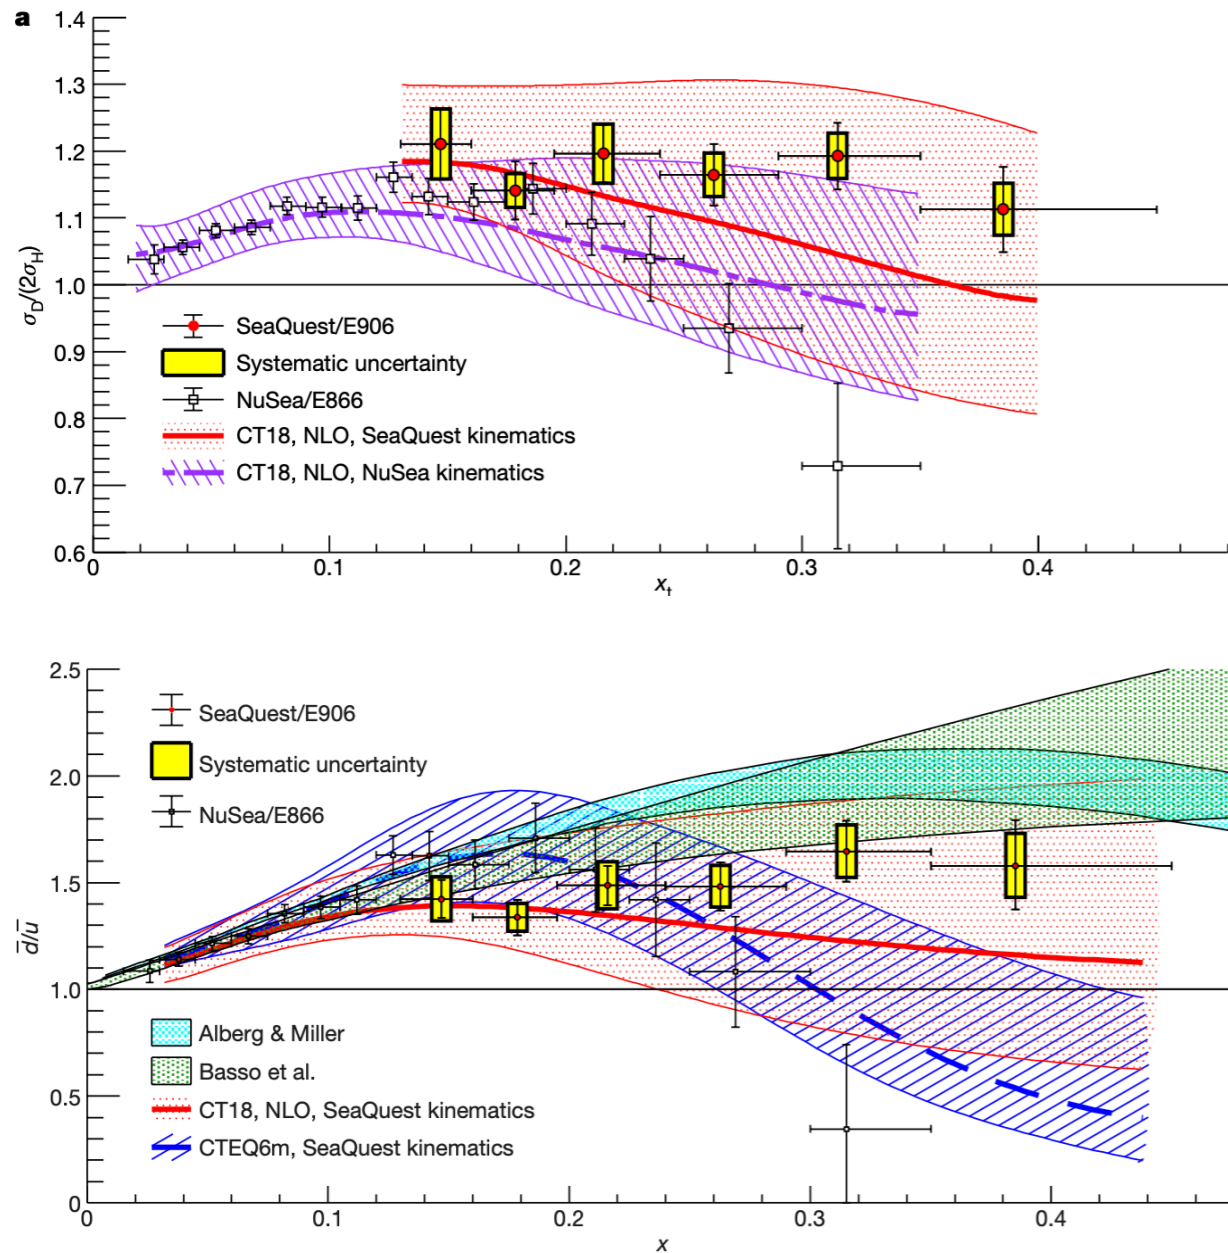 a
1.4
1.3
1.2
1.1
1.0
0.9
0.8
0.7
0.6
σD/(2σH)
SeaQuest/E906
Systematic uncertainty
NuSea/E866
CT18, NLO, SeaQuest kinematics
CT18, NLO, NuSea kinematics
0 0.1 0.2 0.3 0.4
xt
2.5
2.0
1.5
1.0
0.5
0
d̅/u̅
SeaQuest/E906
Systematic uncertainty
NuSea/E866
Alberg & Miller
Basso et al.
CT18, NLO, SeaQuest kinematics
CTEQ6m, SeaQuest kinematics
0 0.1 0.2 0.3 0.4
x